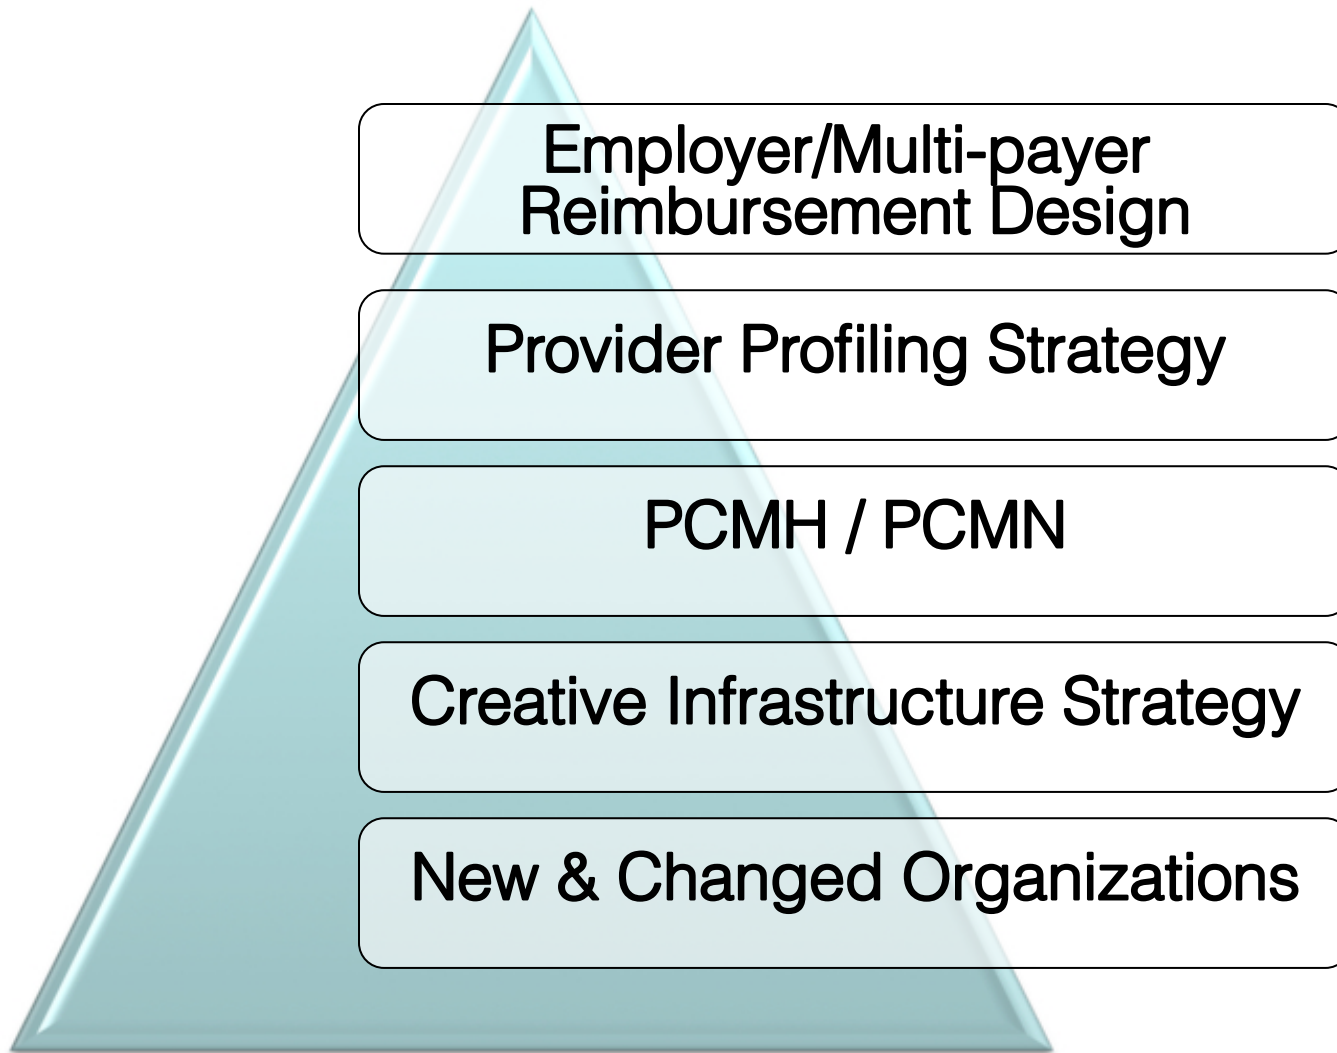 Employer/Multi-payer
Reimbursement Design
Provider Profiling Strategy
PCMH / PCMN
Creative Infrastructure Strategy
New & Changed Organizations